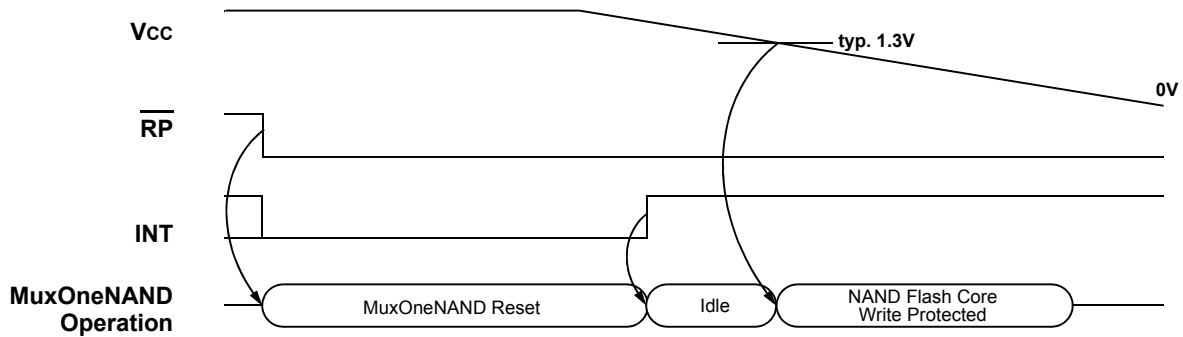 Vcc
typ. 1.3V
0V
RP
INT
MuxOneNAND
Operation
MuxOneNAND Reset
Idle
NAND Flash Core
Write Protected